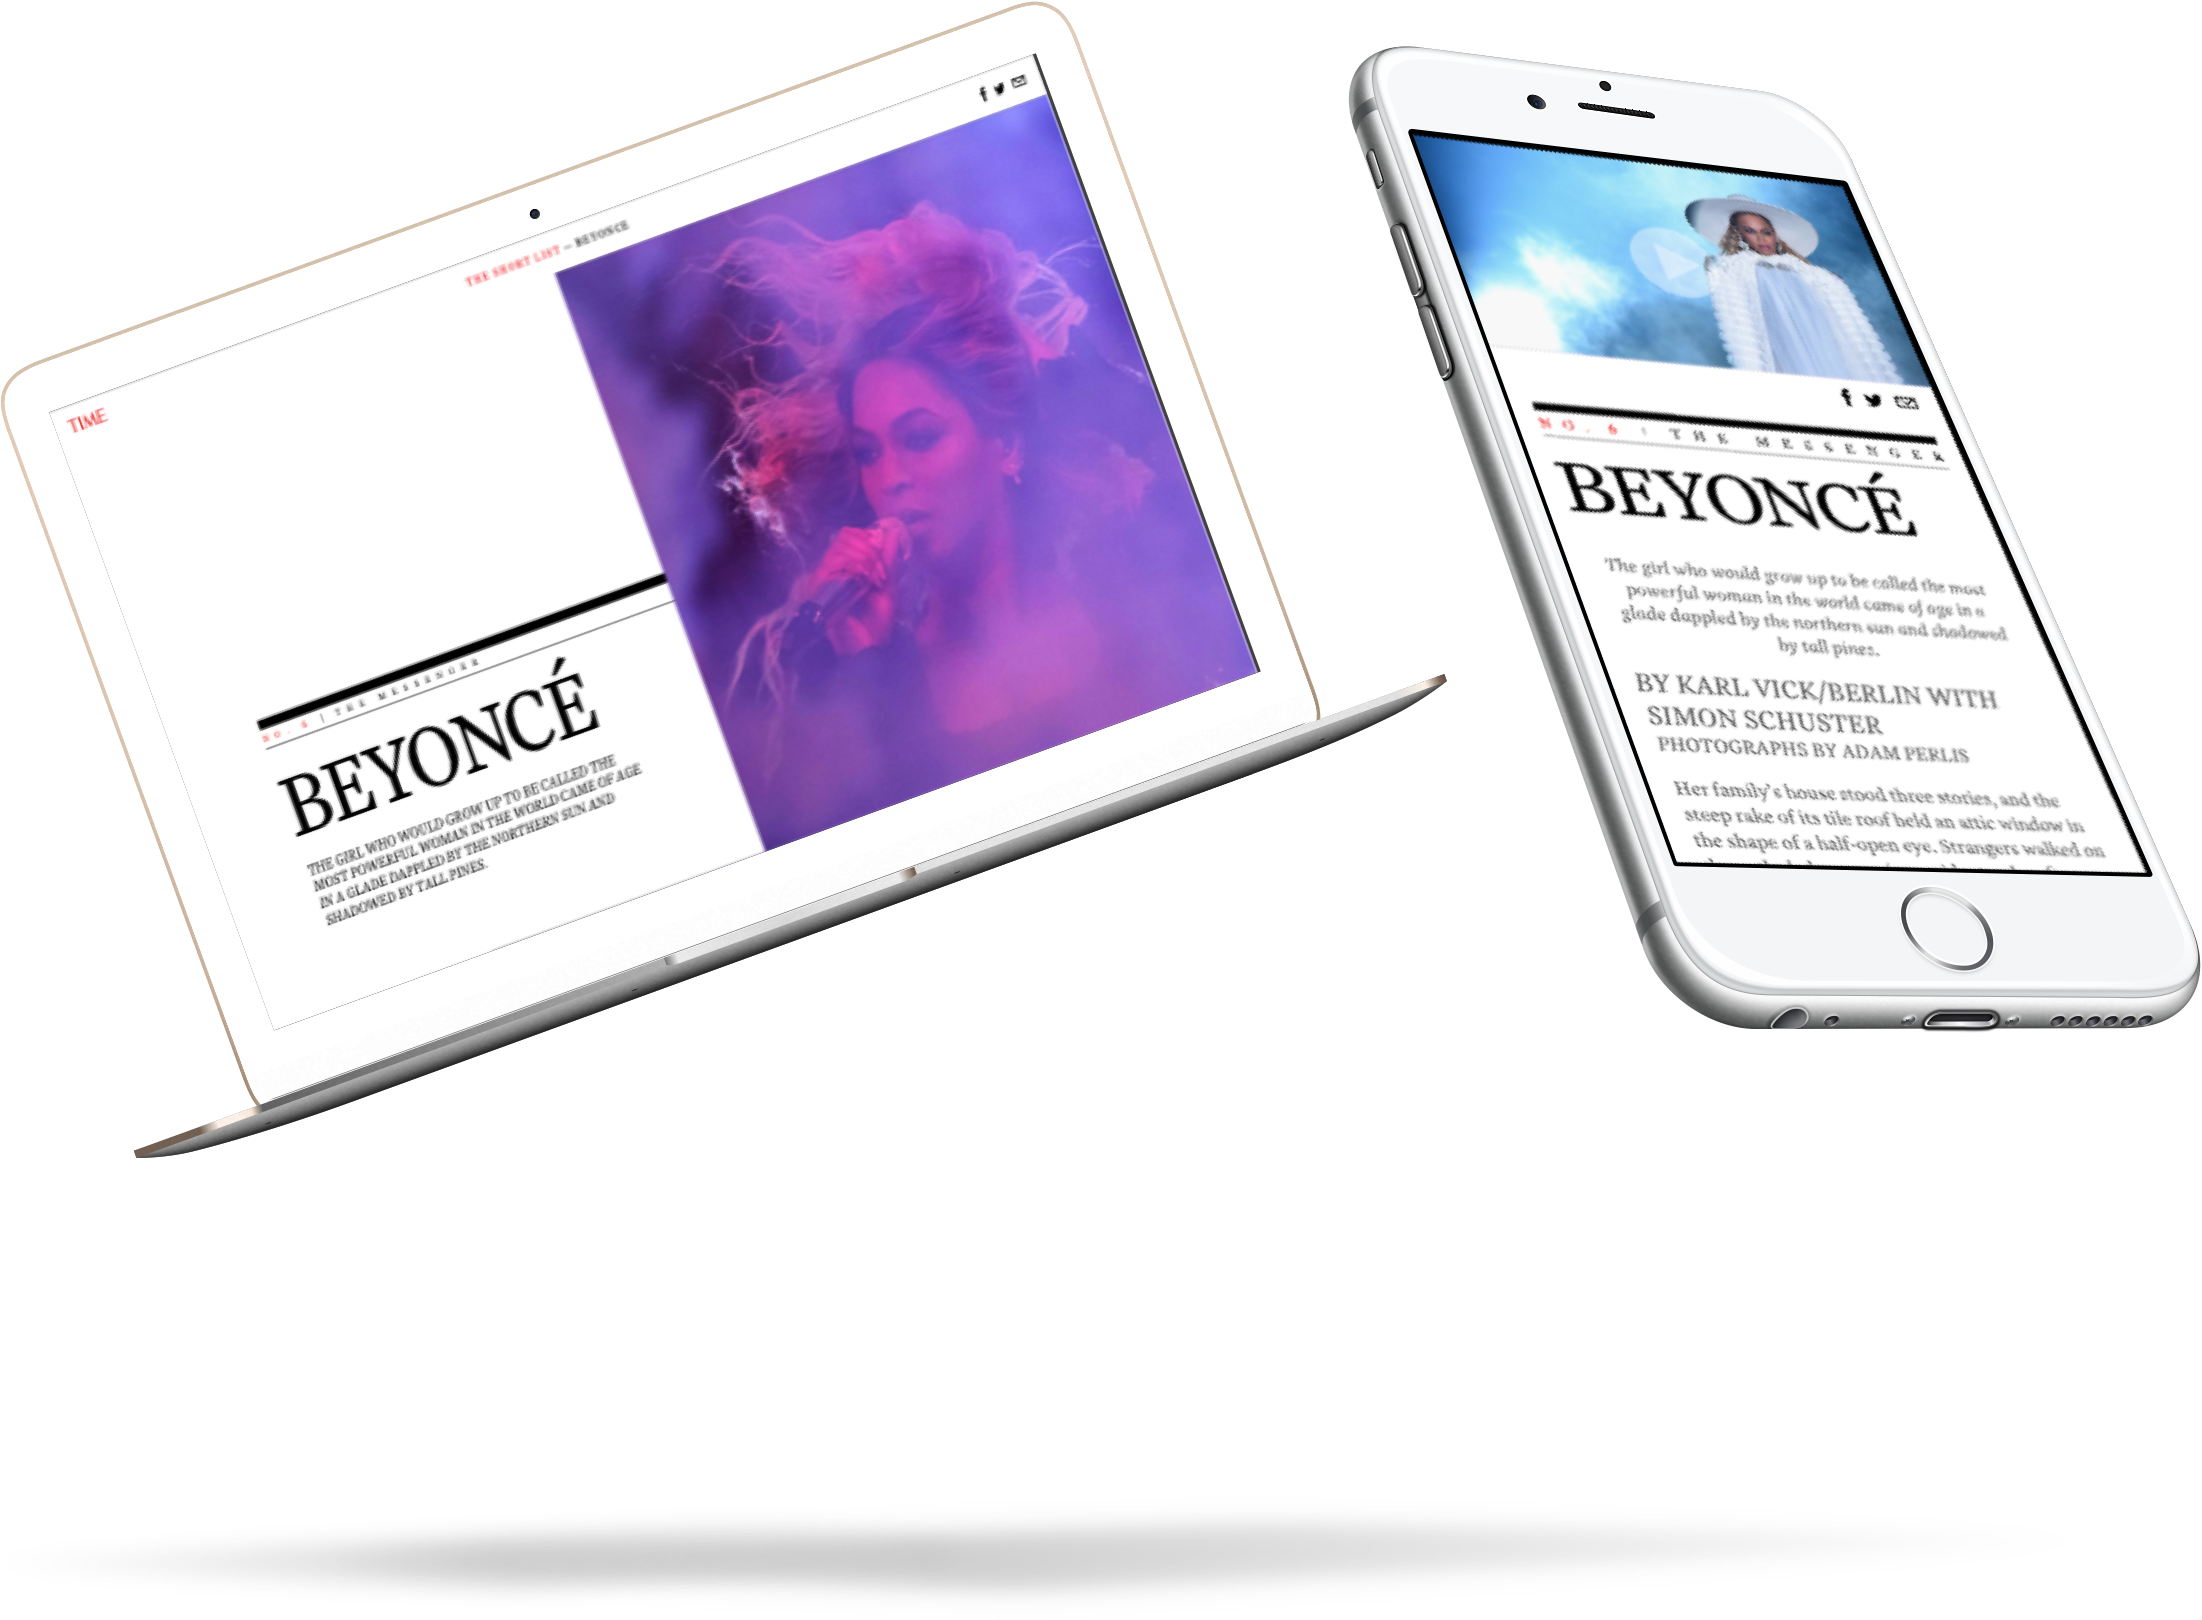 TIME
THE SHORT LIST — BEYONCE
NO. 6 | THE MESSENGER
BEYONCÉ
THE GIRL WHO WOULD GROW UP TO BE CALLED THE
MOST POWERFUL WOMAN IN THE WORLD CAME OF AGE
IN A GLADE DAPPLED BY THE NORTHERN SUN AND
SHADOWED BY TALL PINES.
NO. 6 | THE MESSENGER
BEYONCÉ
The girl who would grow up to be called the most
powerful woman in the world came of age in a
glade dappled by the northern sun and shadowed
by tall pines.
BY KARL VICK/BERLIN WITH
SIMON SCHUSTER
PHOTOGRAPHS BY ADAM PERLIS
Her family's house stood three stories, and the
steep rake of its tile roof held an attic window in
the shape of a half-open eye. Strangers walked on